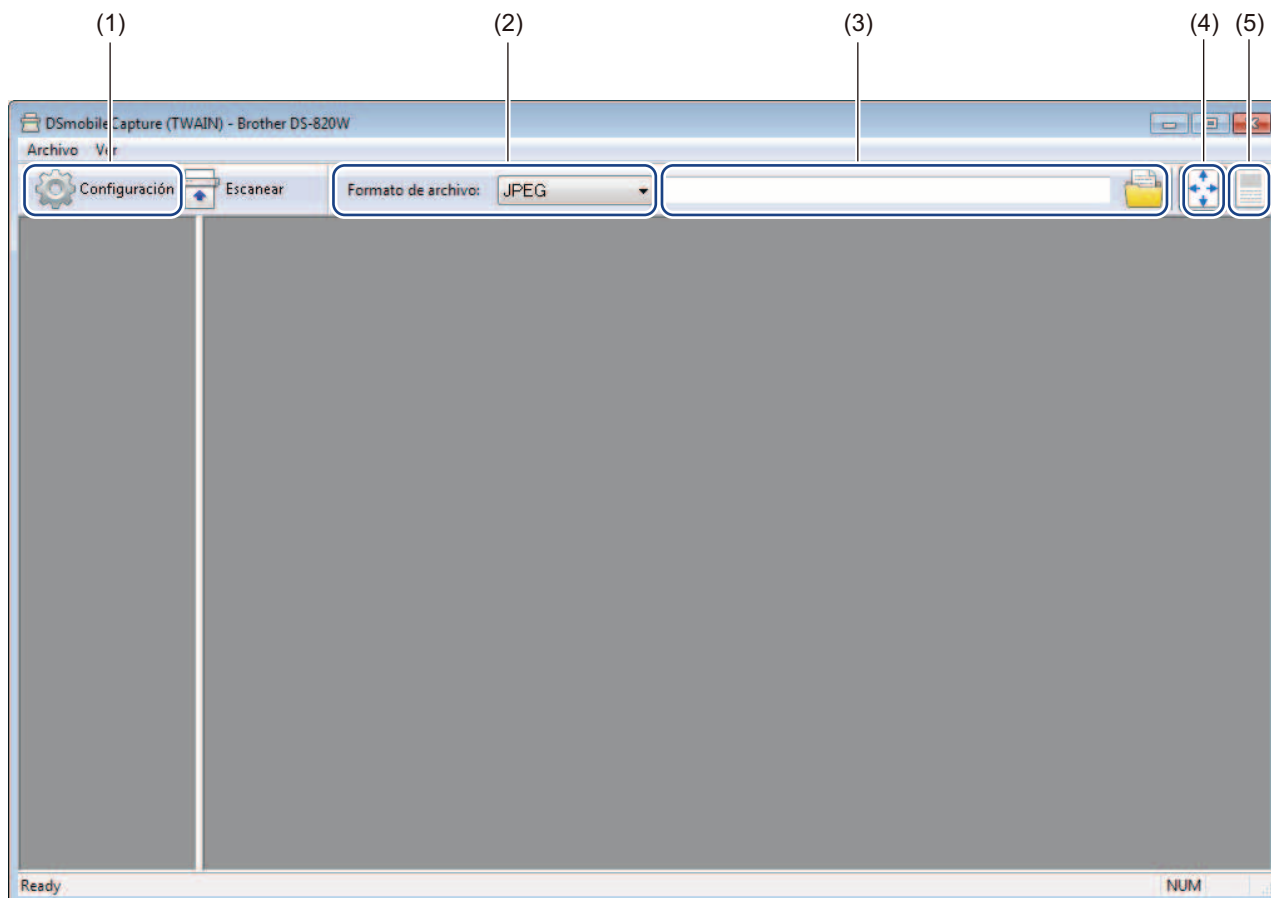 (1) (2) (3) (4) (5)
DSmobileCapture (TWAIN) - Brother DS-820W
Archivo Ver
Configuración Escanear Formato de archivo: JPEG
Ready NUM